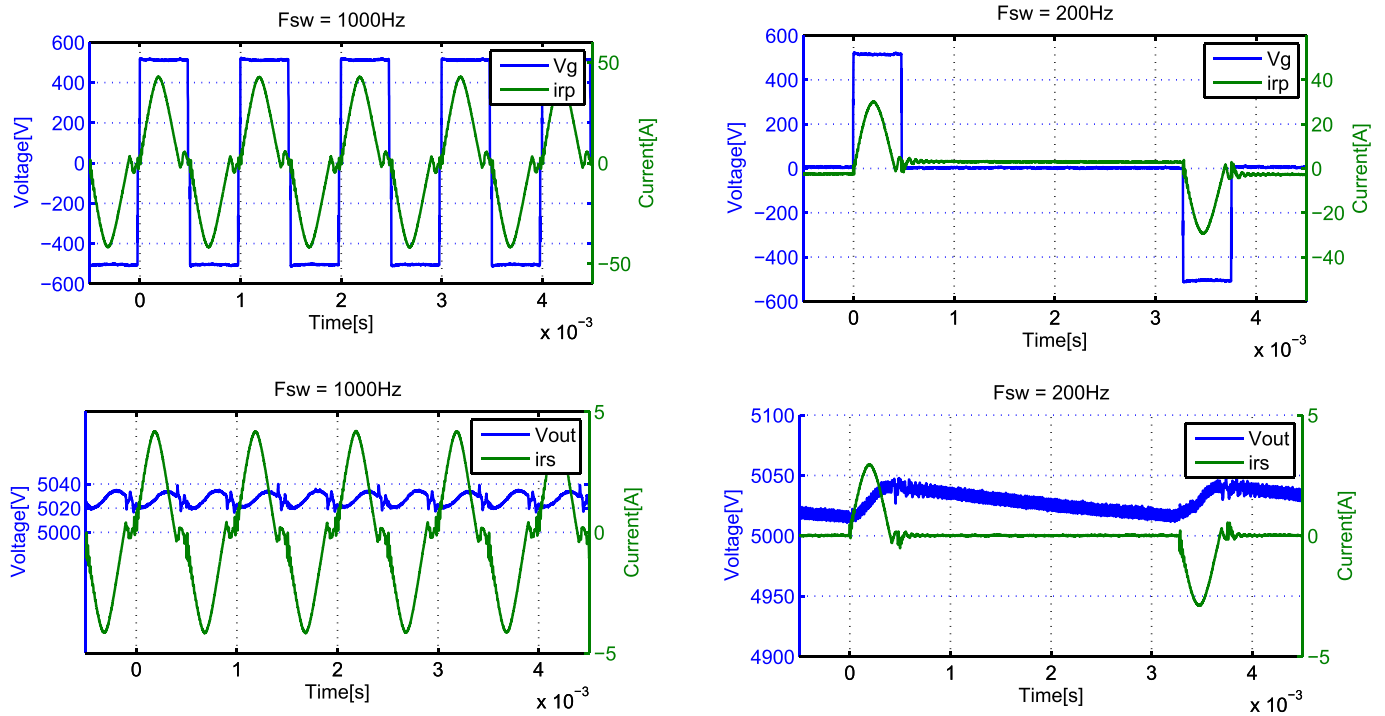 Fsw = 1000Hz
600
400
200
0
−200
−400
−600
Voltage[V]
50
0
−50
Current[A]
Vg
irp
0 1 2 3 4
Time[s]
x 10−3
Fsw = 200Hz
600
400
200
0
−200
−400
−600
Voltage[V]
40
20
0
−20
−40
Current[A]
Vg
irp
0 1 2 3 4
Time[s]
x 10−3
Fsw = 1000Hz
5040
5020
5000
Voltage[V]
5
0
−5
Current[A]
Vout
irs
0 1 2 3 4
Time[s]
x 10−3
Fsw = 200Hz
5100
5050
5000
4950
4900
Voltage[V]
5
0
−5
Current[A]
Vout
irs
0 1 2 3 4
Time[s]
x 10−3